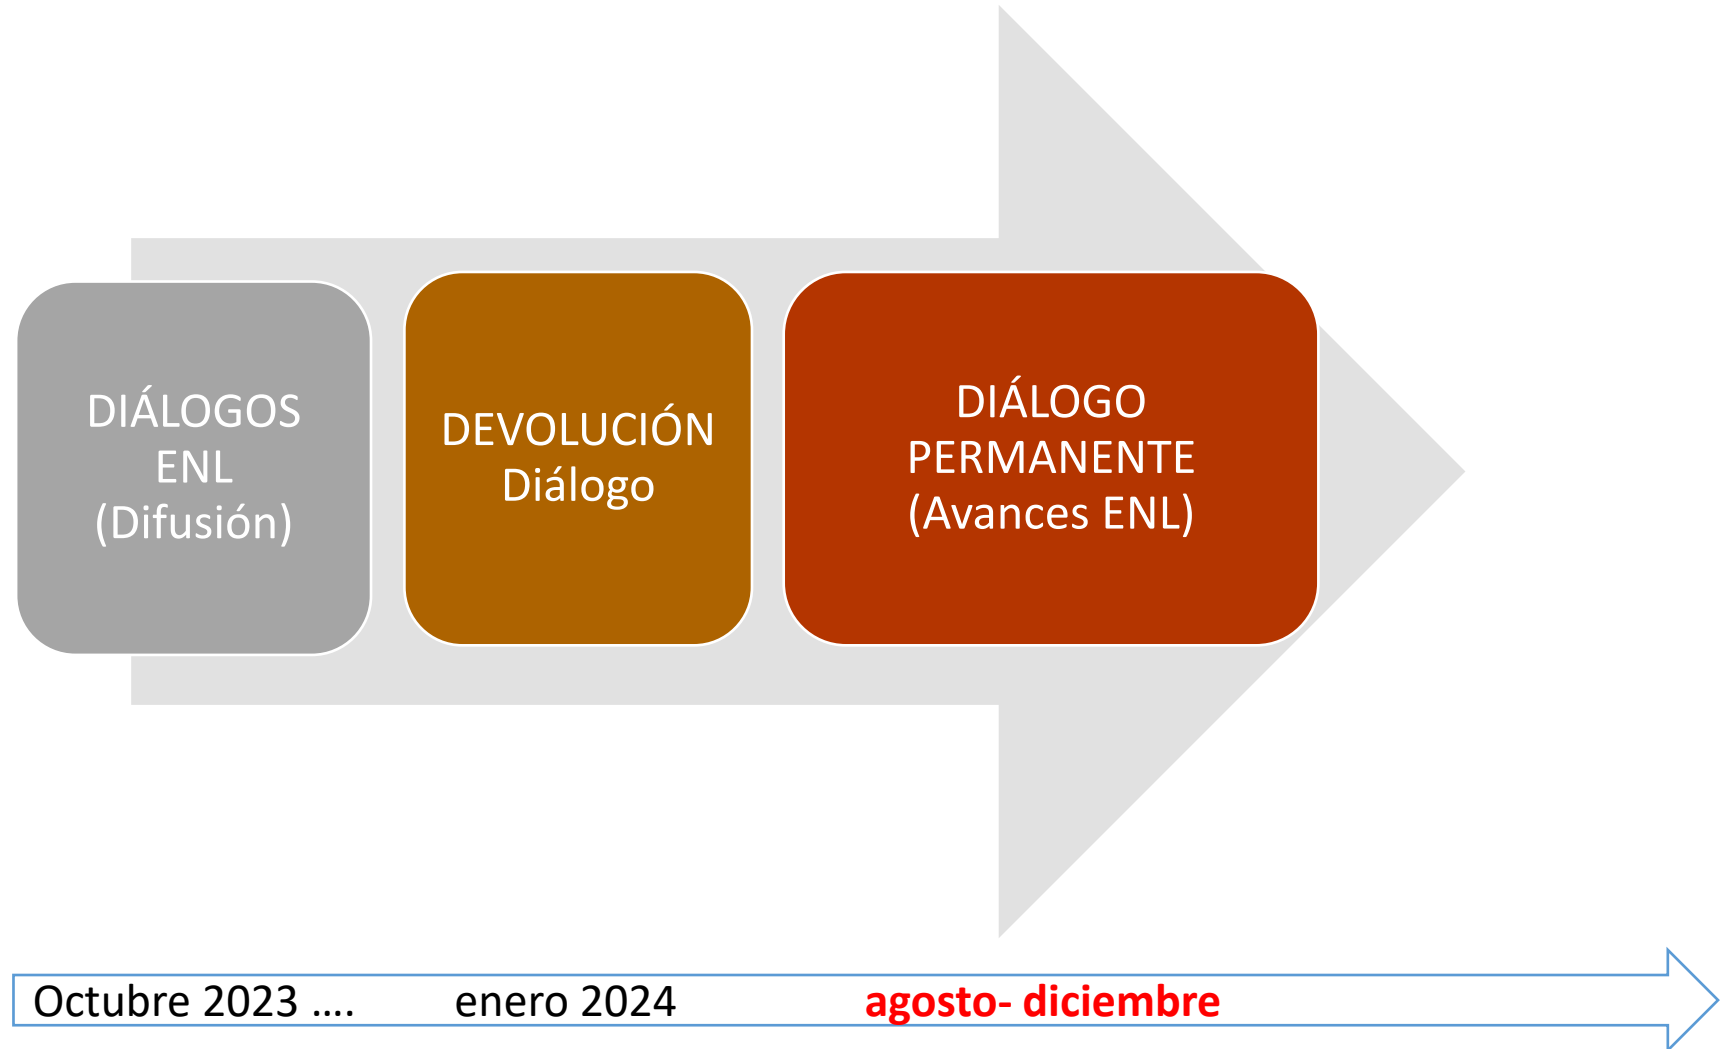 DIÁLOGOS
ENL
(Difusión)
DEVOLUCIÓN
Diálogo
DIÁLOGO
PERMANENTE
(Avances ENL)
Octubre 2023 .... enero 2024 agosto- diciembre